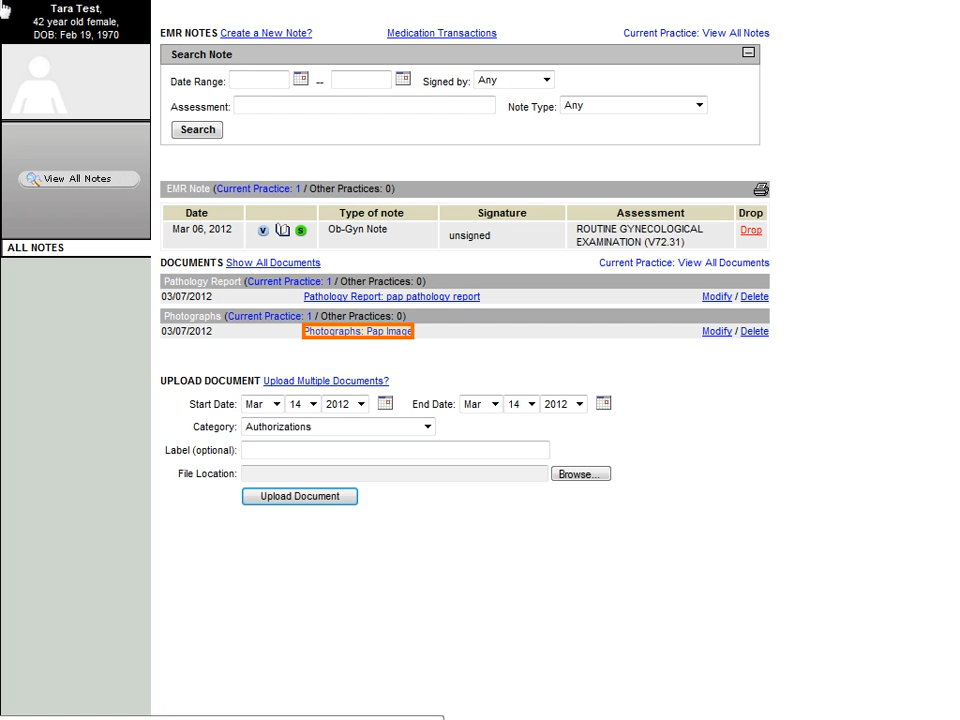 Tara Test,
42 year old female,
DOB: Feb 19, 1970
View All Notes
ALL NOTES
EMR NOTES Create a New Note? Medication Transactions Current Practice: View All Notes
Search Note
Date Range: -- Signed by: Any
Assessment: Note Type: Any
Search
EMR Note (Current Practice: 1 / Other Practices: 0)
Date Type of note Signature Assessment Drop
Mar 06, 2012 V S Ob-Gyn Note unsigned ROUTINE GYNECOLOGICAL Drop
EXAMINATION (V72.31)
DOCUMENTS Show All Documents Current Practice: View All Documents
Pathology Report (Current Practice: 1 / Other Practices: 0)
03/07/2012 Pathology Report: pap pathology report Modify / Delete
Photographs (Current Practice: 1 / Other Practices: 0)
03/07/2012 Photographs: Pap Image Modify / Delete
UPLOAD DOCUMENT Upload Multiple Documents?
Start Date: Mar 14 2012 End Date: Mar 14 2012
Category: Authorizations
Label (optional):
File Location: Browse...
Upload Document